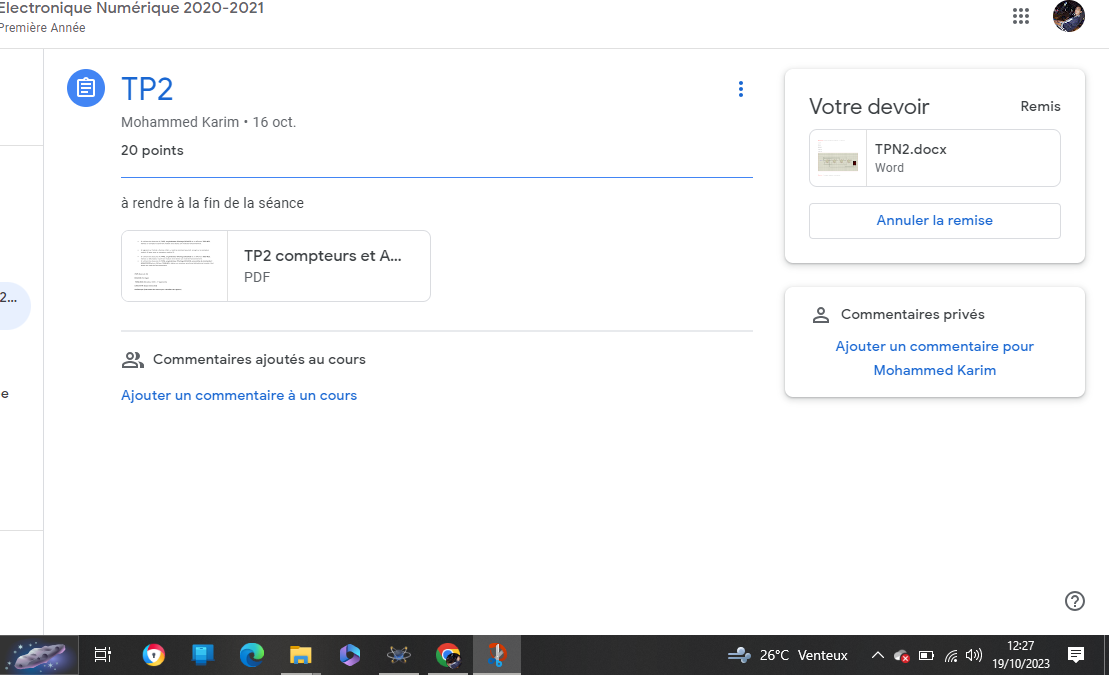 Electronique Numérique 2020-2021
Première Année
TP2
Mohammed Karim • 16 oct.
20 points
à rendre à la fin de la séance
TP2 compteurs et A...
PDF
Commentaires ajoutés au cours
Ajouter un commentaire à un cours
Votre devoir
Remis
TPN2.docx
Word
Annuler la remise
Commentaires privés
Ajouter un commentaire pour
Mohammed Karim
2...
e
26°C Venteux
12:27
19/10/2023